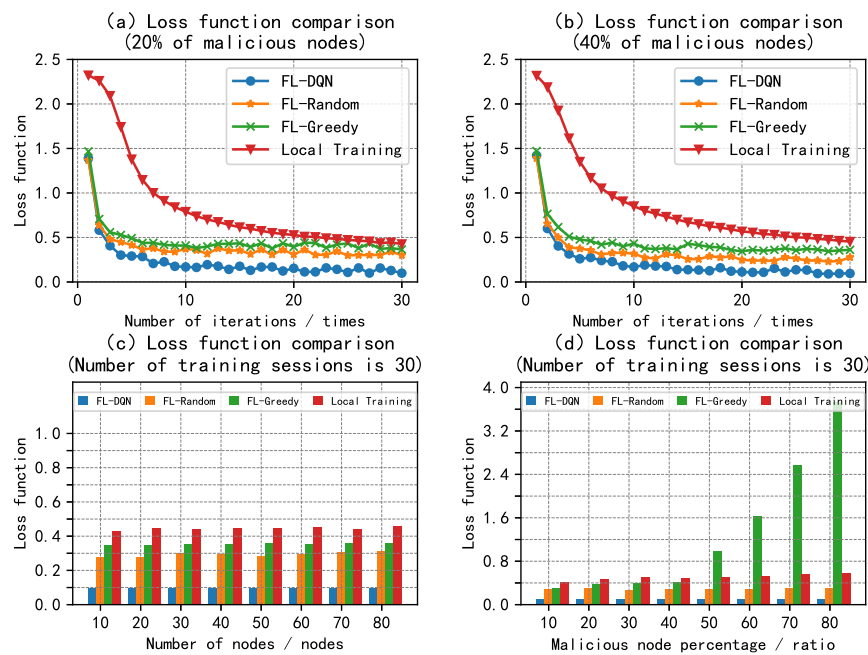 (a) Loss function comparison
(20% of malicious nodes)
2.5
2.0
1.5
1.0
0.5
0.0
Loss function
FL-DQN
FL-Random
FL-Greedy
Local Training
0
10
20
30
Number of iterations / times
(b) Loss function comparison
(40% of malicious nodes)
2.5
2.0
1.5
1.0
0.5
0.0
Loss function
FL-DQN
FL-Random
FL-Greedy
Local Training
0
10
20
30
Number of iterations / times
(c) Loss function comparison
(Number of training sessions is 30)
FL-DQN FL-Random FL-Greedy Local Training
1.0
0.8
0.6
0.4
0.2
0.0
Loss function
10 20 30 40 50 60 70 80
Number of nodes / nodes
(d) Loss function comparison
(Number of training sessions is 30)
4.0
FL-DQN FL-Random FL-Greedy Local Training
3.2
2.4
1.6
0.8
0.0
Loss function
10 20 30 40 50 60 70 80
Malicious node percentage / ratio